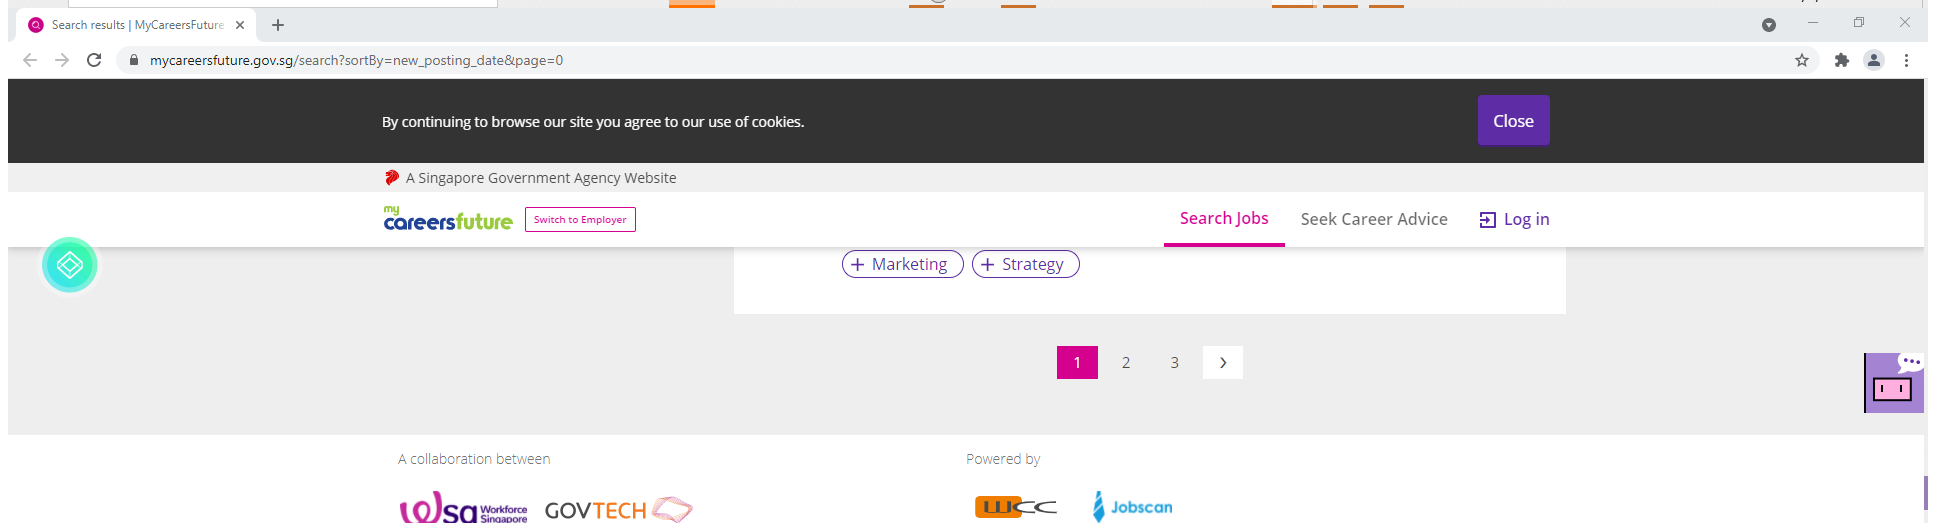 Search results | MyCareersFuture
mycareersfuture.gov.sg/search?sortBy=new_posting_date&page=0
By continuing to browse our site you agree to our use of cookies.
Close
A Singapore Government Agency Website
my
careersfuture
Switch to Employer
Search Jobs
Seek Career Advice
Log in
+ Marketing
+ Strategy
1 2 3 >
A collaboration between
Powered by
wsg Workforce
Singapore
GOVTECH
WCC
Jobscan